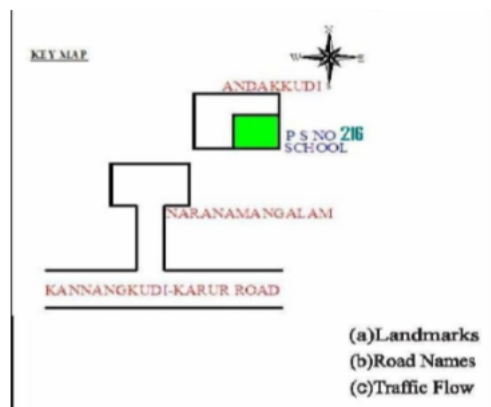 KEY MAP
N
W E
S
ANDAKKUDI
P S NO 216
SCHOOL
NARANAMANGALAM
KANNANGKUDI-KARUR ROAD
(a)Landmarks
(b)Road Names
(c)Traffic Flow